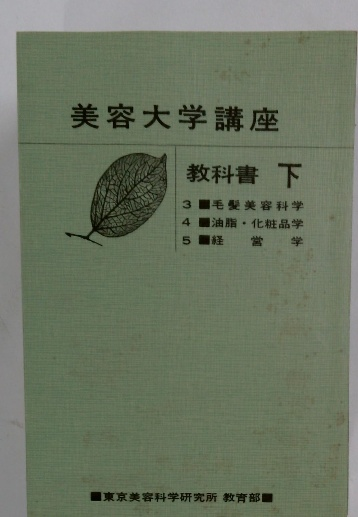 美容大学講座
教科書 下
3 ■毛髪美容科学
4 ■油脂・化粧品学
5 ■経営学
■東京美容科学研究所 教育部■